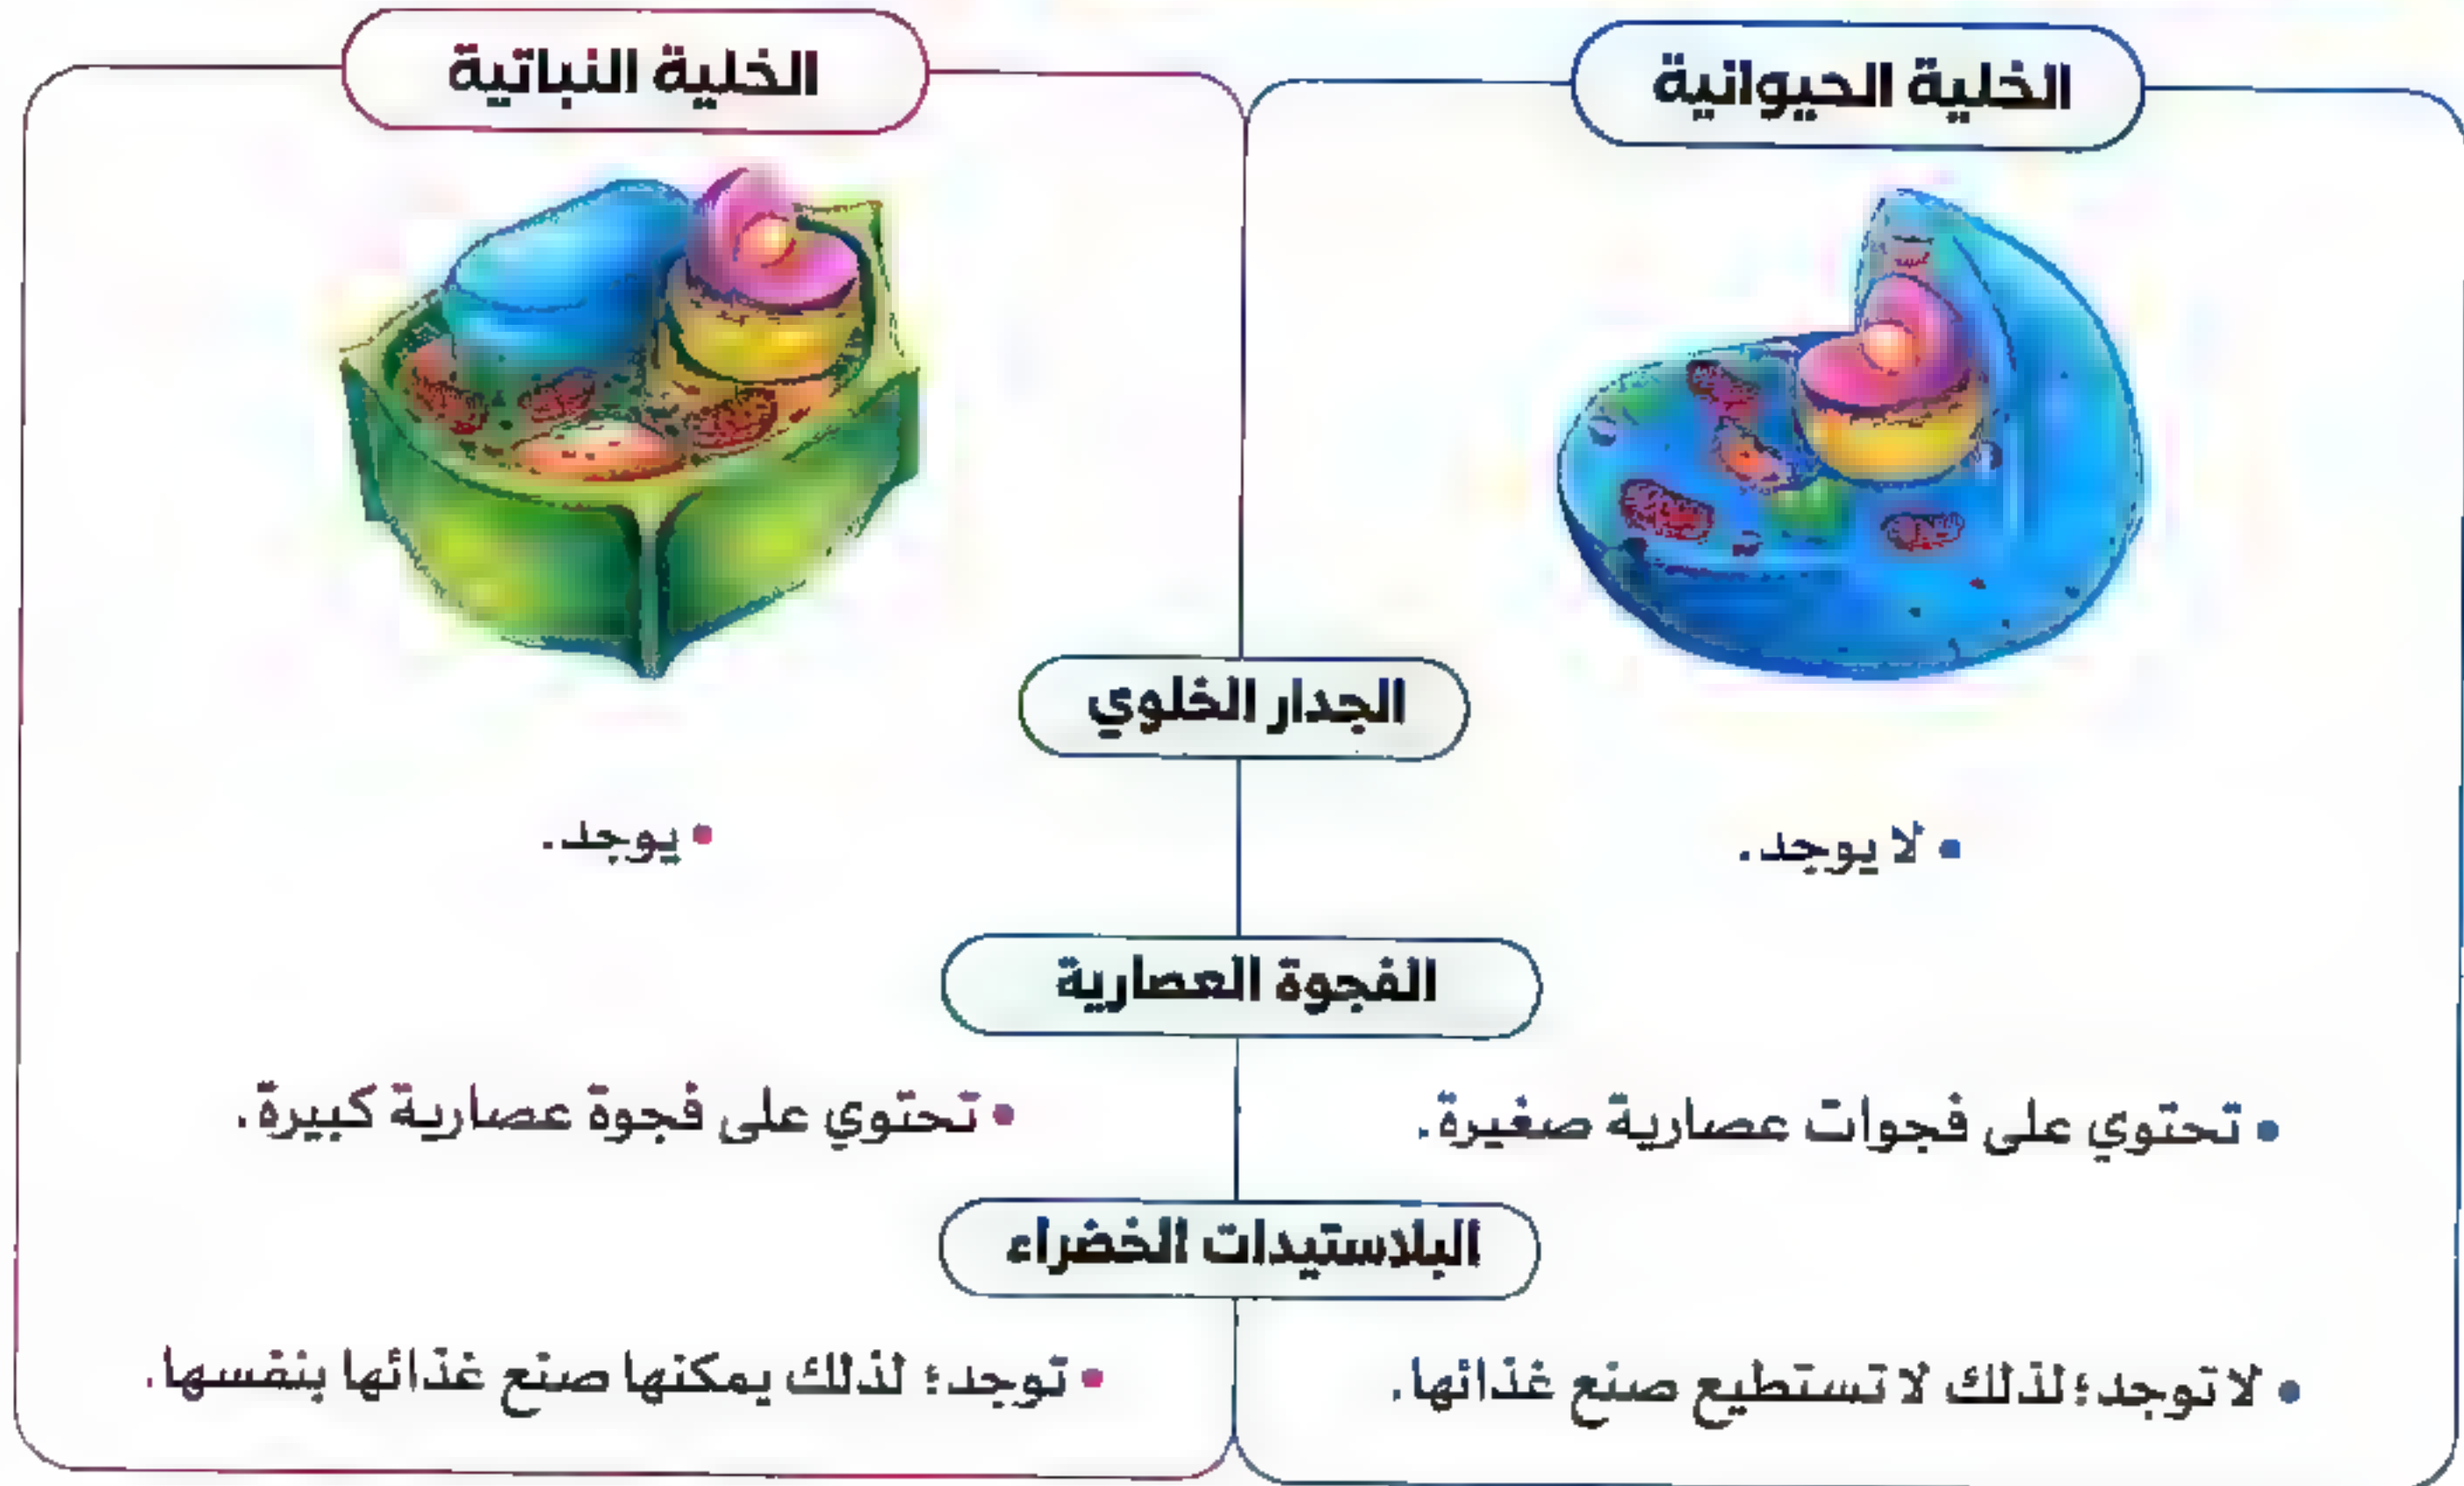 الخلية الحيوانية
الخلية النباتية
الجدار الخلوي
• لا يوجد.
• يوجد.
الفجوة العصارية
• تحتوي على فجوات عصارية صغيرة.
• تحتوي على فجوة عصارية كبيرة.
البلاستيدات الخضراء
• لا توجد؛ لذلك لا تستطيع صنع غذائها.
• توجد؛ لذلك يمكنها صنع غذائها بنفسها.